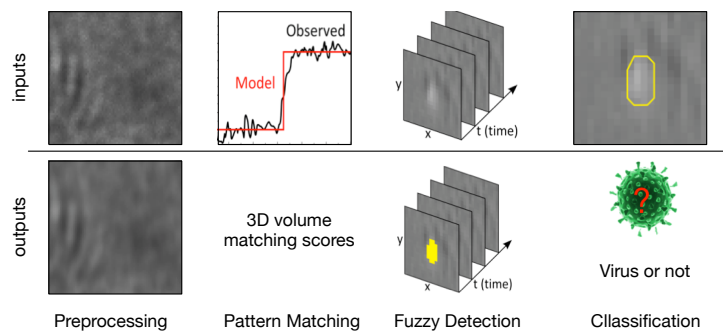 inputs
Observed
Model
y
x
t (time)
outputs
3D volume
matching scores
y
x
t (time)
?
Virus or not
Preprocessing
Pattern Matching
Fuzzy Detection
Cllassification